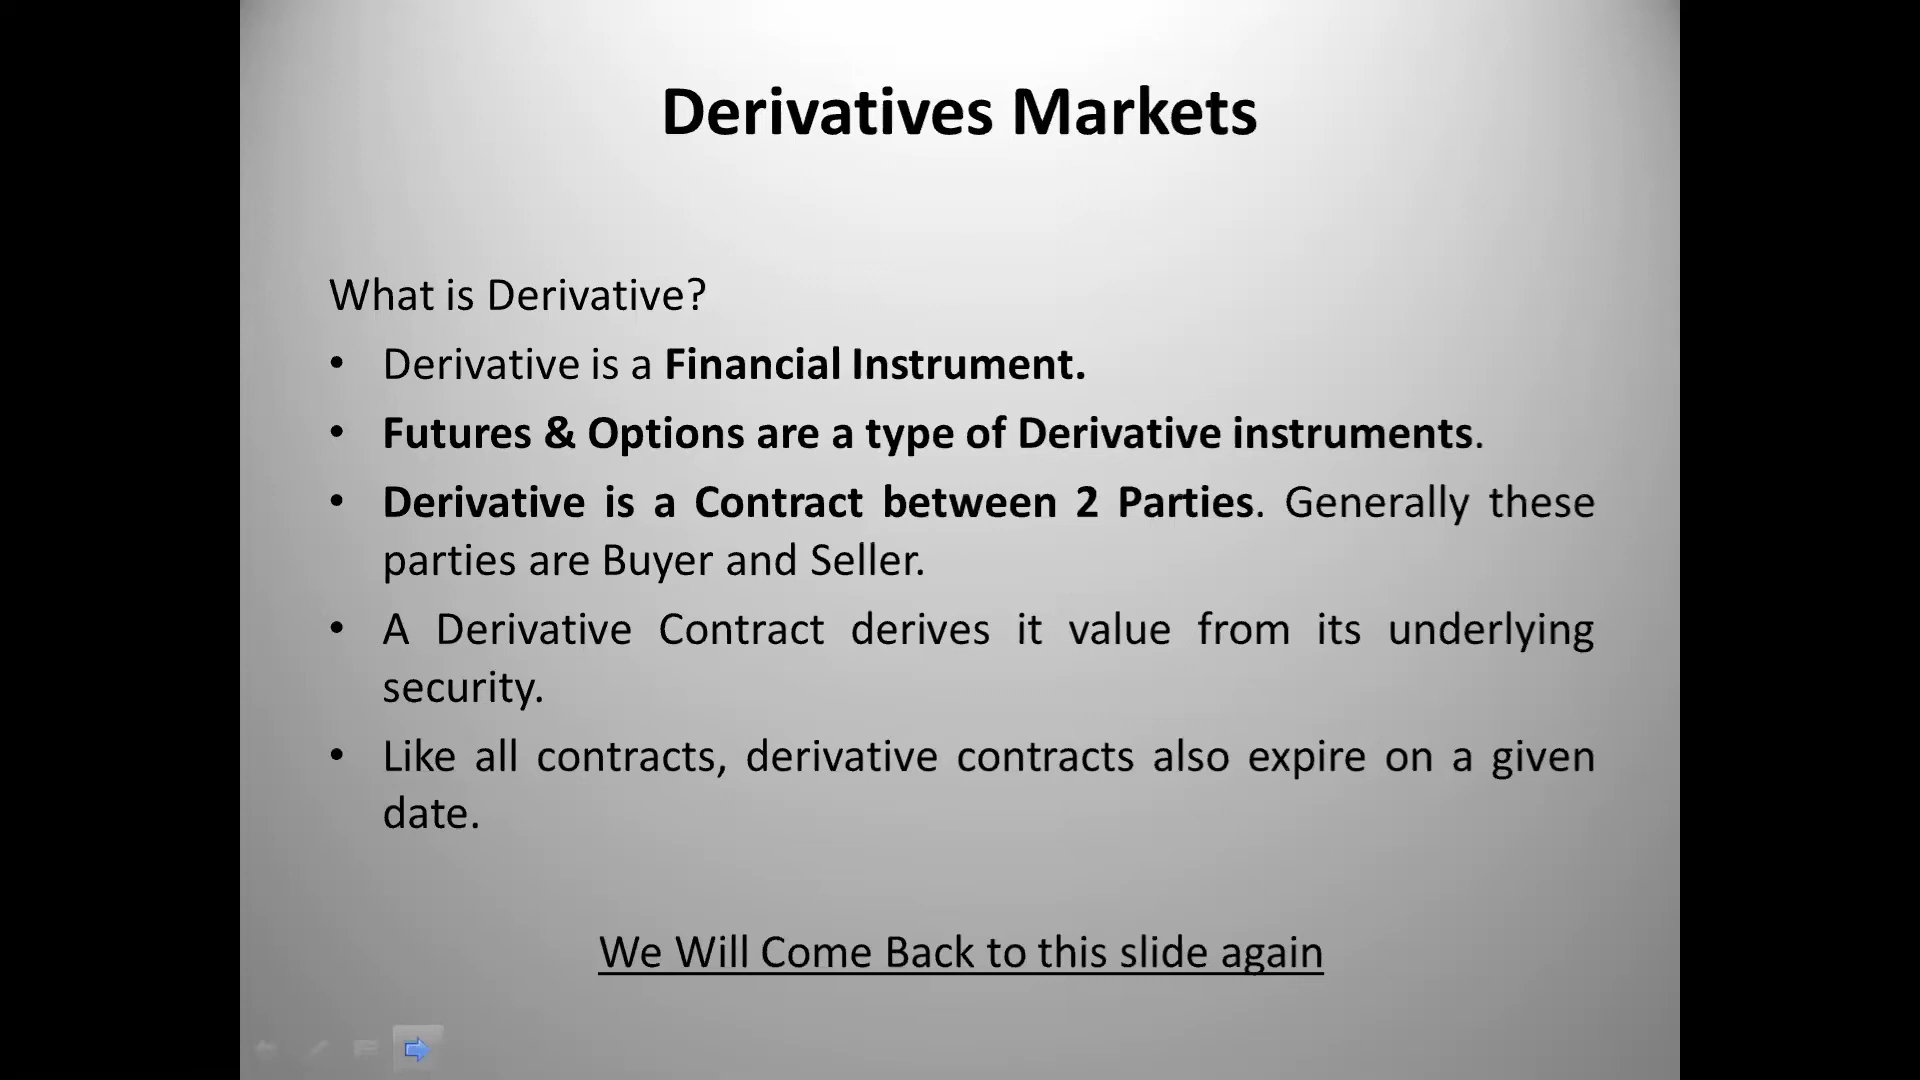 Derivatives Markets
What is Derivative?
• Derivative is a Financial Instrument.
• Futures & Options are a type of Derivative instruments.
• Derivative is a Contract between 2 Parties. Generally these
parties are Buyer and Seller.
• A Derivative Contract derives it value from its underlying
security.
• Like all contracts, derivative contracts also expire on a given
date.
We Will Come Back to this slide again